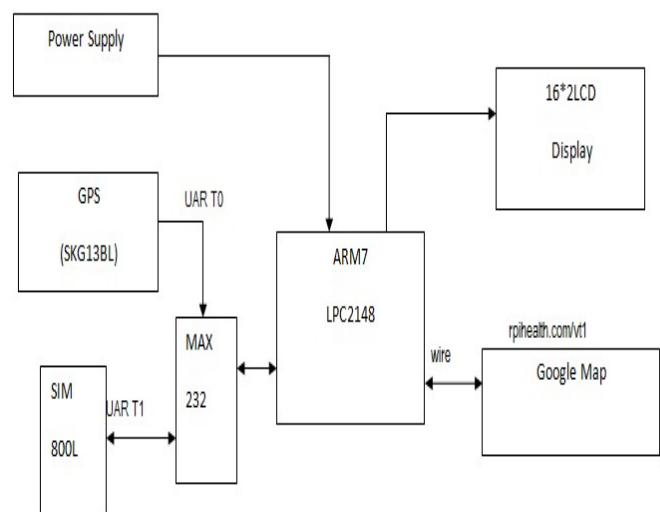 Power Supply
16*2LCD
Display
GPS
(SKG13BL)
UAR T0
ARM7
LPC2148
MAX
232
SIM
800L
UAR T1
wire
rpihealth.com/vt1
Google Map